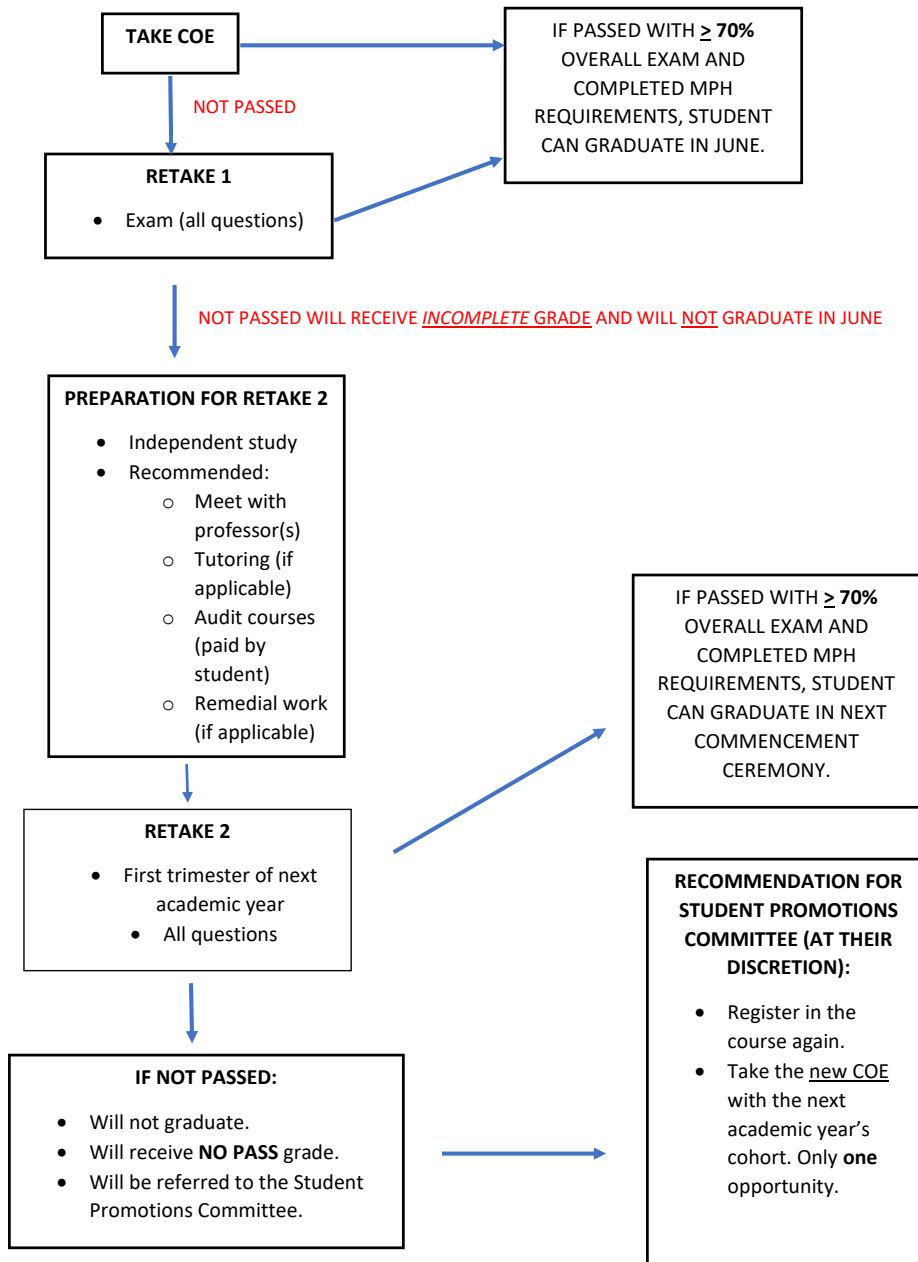 TAKE COE
IF PASSED WITH > 70%
OVERALL EXAM AND
COMPLETED MPH
REQUIREMENTS, STUDENT
CAN GRADUATE IN JUNE.
NOT PASSED
RETAKE 1
• Exam (all questions)
NOT PASSED WILL RECEIVE INCOMPLETE GRADE AND WILL NOT GRADUATE IN JUNE
PREPARATION FOR RETAKE 2
• Independent study
• Recommended:
o Meet with
professor(s)
o Tutoring (if
applicable)
o Audit courses
(paid by
student)
o Remedial work
(if applicable)
IF PASSED WITH > 70%
OVERALL EXAM AND
COMPLETED MPH
REQUIREMENTS, STUDENT
CAN GRADUATE IN NEXT
COMMENCEMENT
CEREMONY.
RETAKE 2
• First trimester of next
academic year
• All questions
RECOMMENDATION FOR
STUDENT PROMOTIONS
COMMITTEE (AT THEIR
DISCRETION):
• Register in the
course again.
• Take the new COE
with the next
academic year’s
cohort. Only one
opportunity.
IF NOT PASSED:
• Will not graduate.
• Will receive NO PASS grade.
• Will be referred to the Student
Promotions Committee.